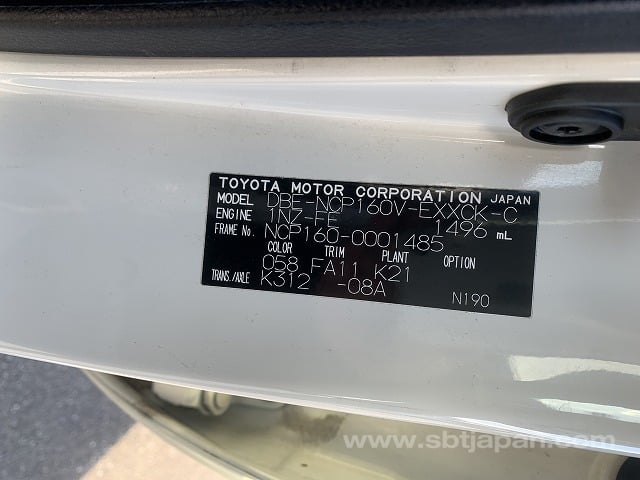 TOYOTA MOTOR CORPORATION JAPAN
MODEL DBE-NCP160V-EXXCK-C
ENGINE 1NZ-FE 1496 mL
FRAME No. NCP160-0001485
COLOR TRIM PLANT OPTION
058 FA11 K21
TRANS./AXLE K312 -08A
N190
www.sbtjapan.com